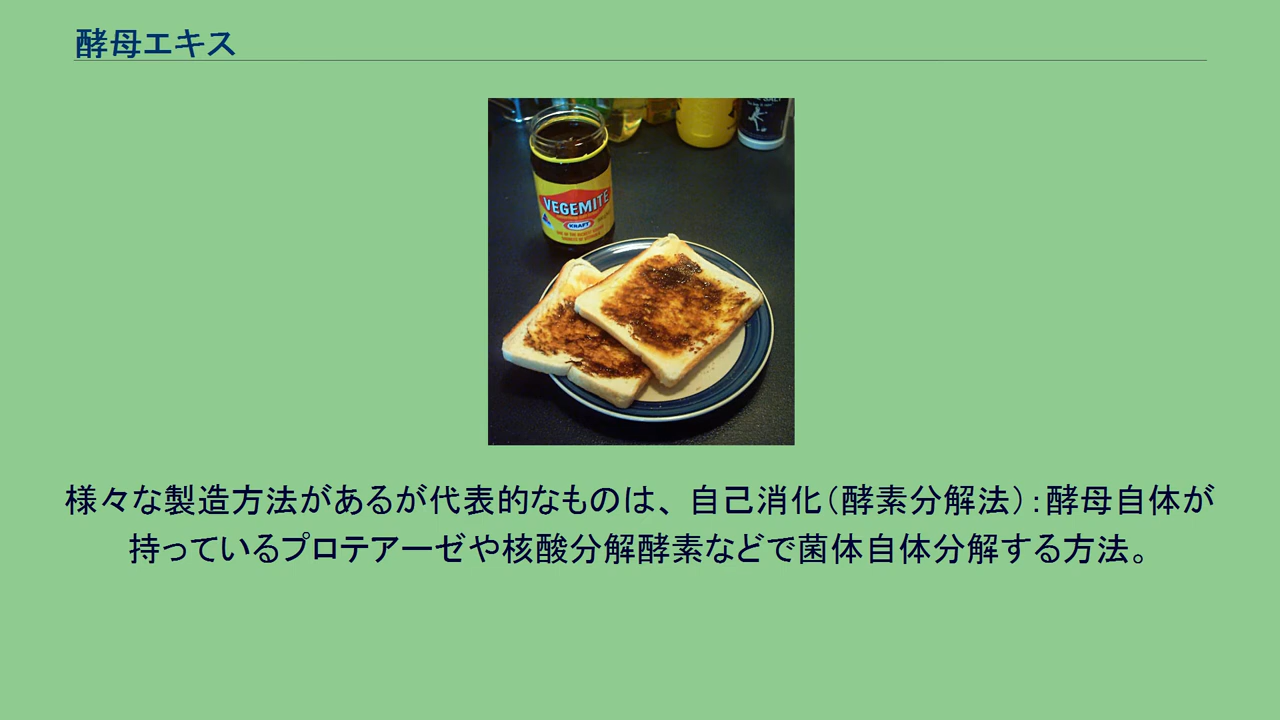 酵母エキス
VEGEMITE
KRAFT
様々な製造方法があるが代表的なものは、自己消化（酵素分解法）：酵母自体が
持っているプロテアーゼや核酸分解酵素などで菌体自体分解する方法。